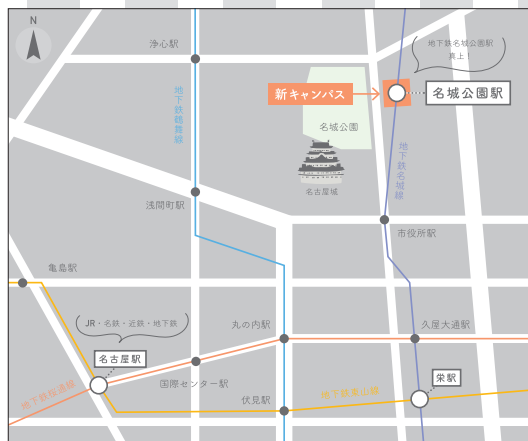 N
浄心駅
地下鉄名城公園駅
真上!
地下鉄鶴舞線
新キャンパス
名城公園駅
名城公園
地下鉄名城線
名古屋城
浅間町駅
市役所駅
亀島駅
JR・名鉄・近鉄・地下鉄
丸の内駅
久屋大通駅
名古屋駅
国際センター駅
栄駅
地下鉄桜通線
伏見駅
地下鉄東山線